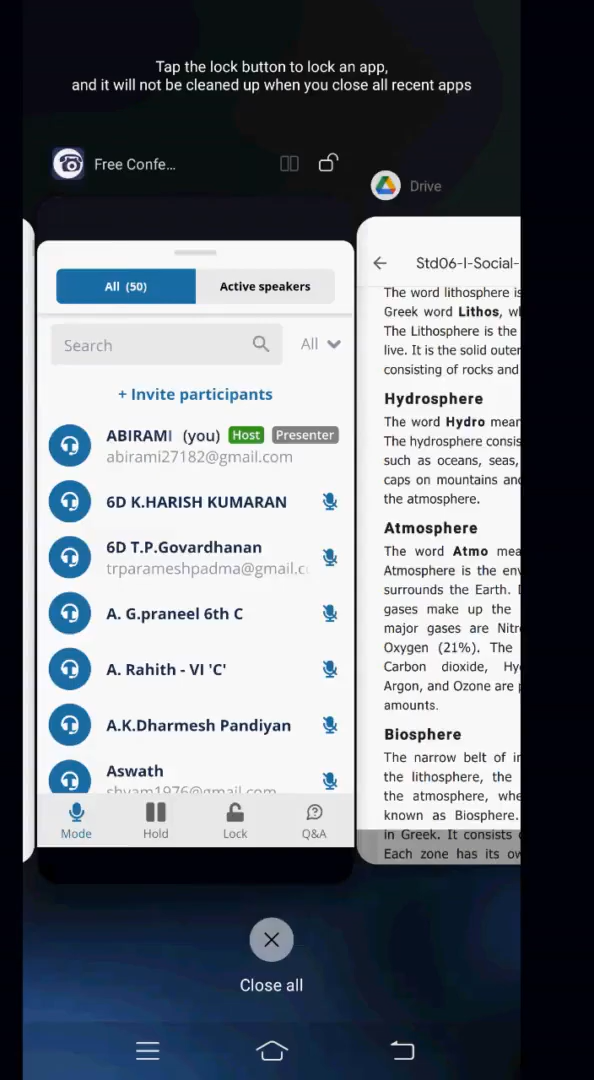 Tap the lock button to lock an app,
and it will not be cleaned up when you close all recent apps
Free Confe...
Drive
All (50)
Active speakers
Search
All
+ Invite participants
ABIRAMI (you) Host Presenter
abirami27182@gmail.com
6D K.HARISH KUMARAN
6D T.P.Govardhanan
trparameshpadma@gmail.c
A. G.praneel 6th C
A. Rahith - VI 'C'
A.K.Dharmesh Pandiyan
Aswath
shyam1976@gmail.com
Mode
Hold
Lock
Q&A
Std06-I-Social-
The word lithosphere is
Greek word Lithos, w
The Lithosphere is the
live. It is the solid outer
consisting of rocks and
Hydrosphere
The word Hydro mean
The hydrosphere consis
such as oceans, seas,
caps on mountains and
the atmosphere.
Atmosphere
The word Atmo mea
Atmosphere is the env
surrounds the Earth.
gases make up the
major gases are Nitr
Oxygen (21%). The
Carbon dioxide, Hy
Argon, and Ozone are p
amounts.
Biosphere
The narrow belt of in
the lithosphere, the
the atmosphere, whe
known as Biosphere.
in Greek. It consists
Each zone has its ow
Close all